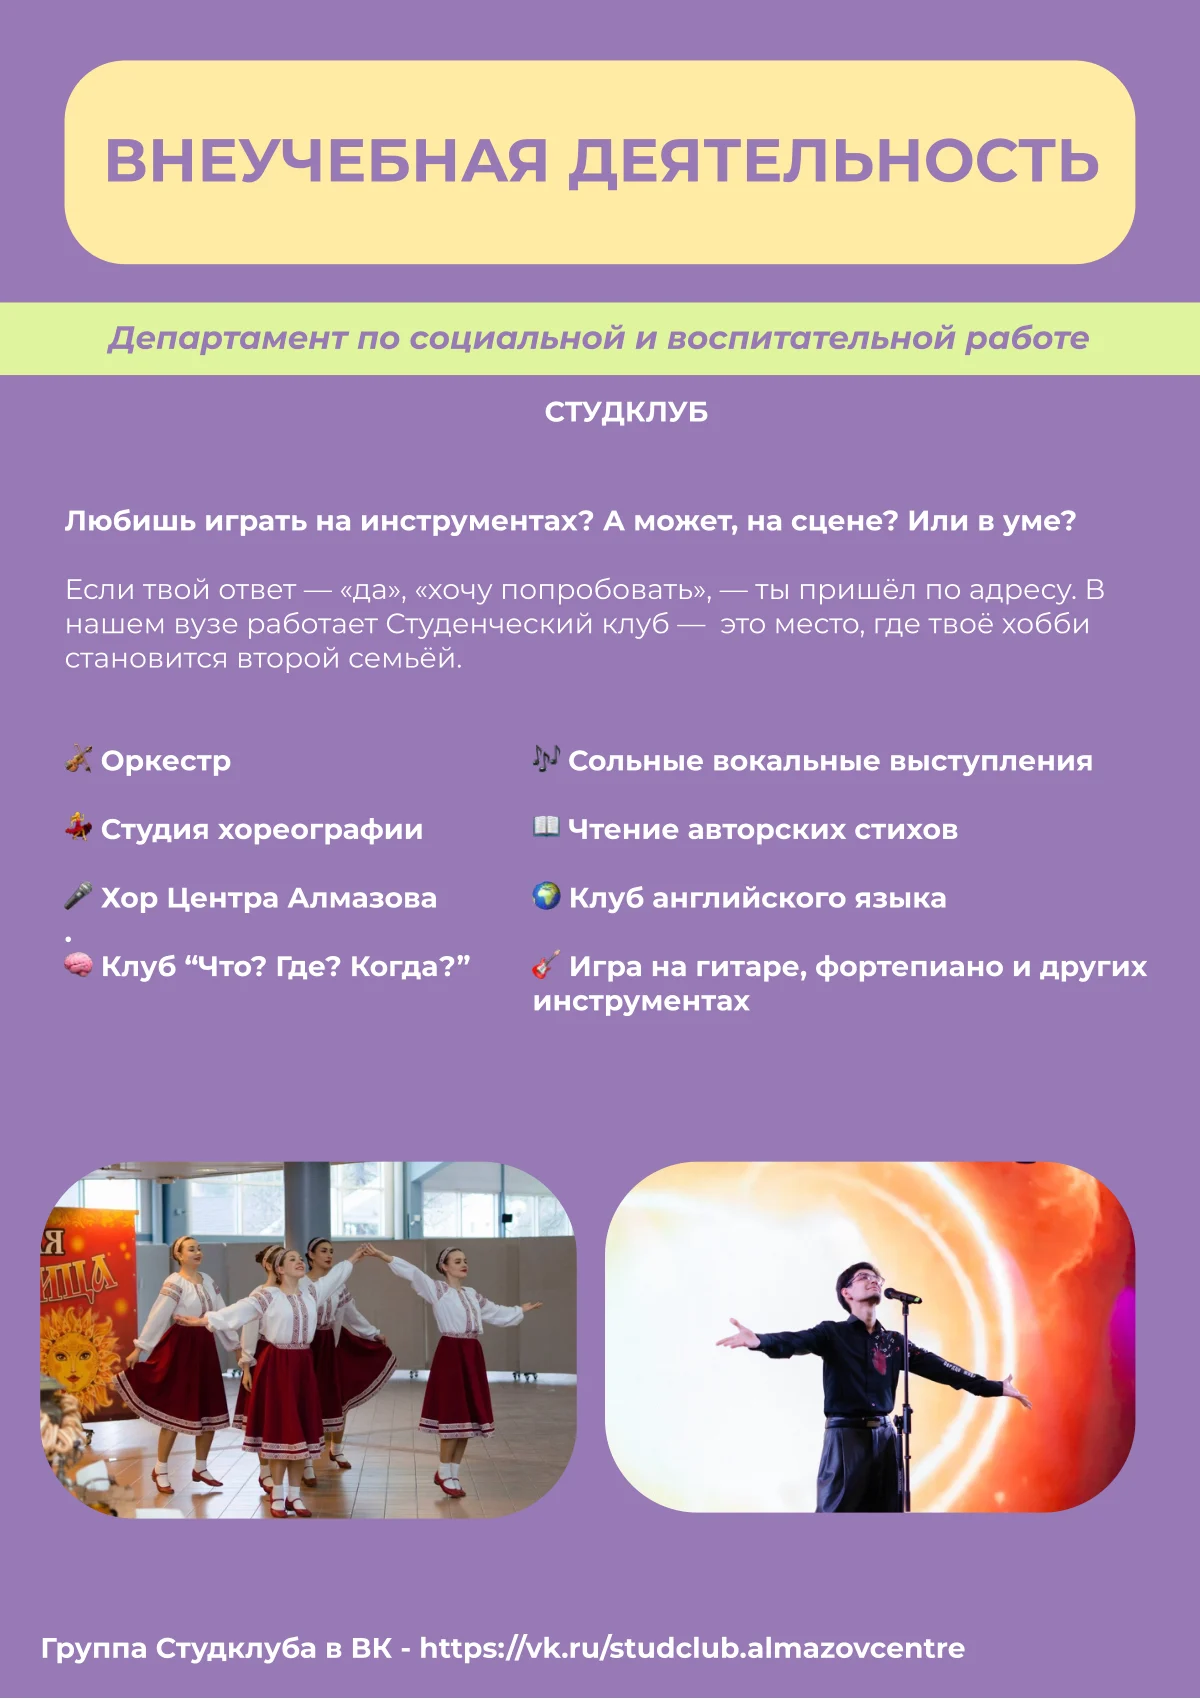 ВНЕУЧЕБНАЯ ДЕЯТЕЛЬНОСТЬ
Департамент по социальной и воспитательной работе
СТУДКЛУБ
Любишь играть на инструментах? А может, на сцене? Или в уме?
Если твой ответ — «да», «хочу попробовать», — ты пришёл по адресу. В
нашем вузе работает Студенческий клуб — это место, где твоё хобби
становится второй семьёй.
🎻 Оркестр
💃 Студия хореографии
🎤 Хор Центра Алмазова
.
🧠 Клуб “Что? Где? Когда?”
🎶 Сольные вокальные выступления
📖 Чтение авторских стихов
🌍 Клуб английского языка
🎸 Игра на гитаре, фортепиано и других
инструментах
Группа Студклуба в ВК - https://vk.ru/studclub.almazovcentre